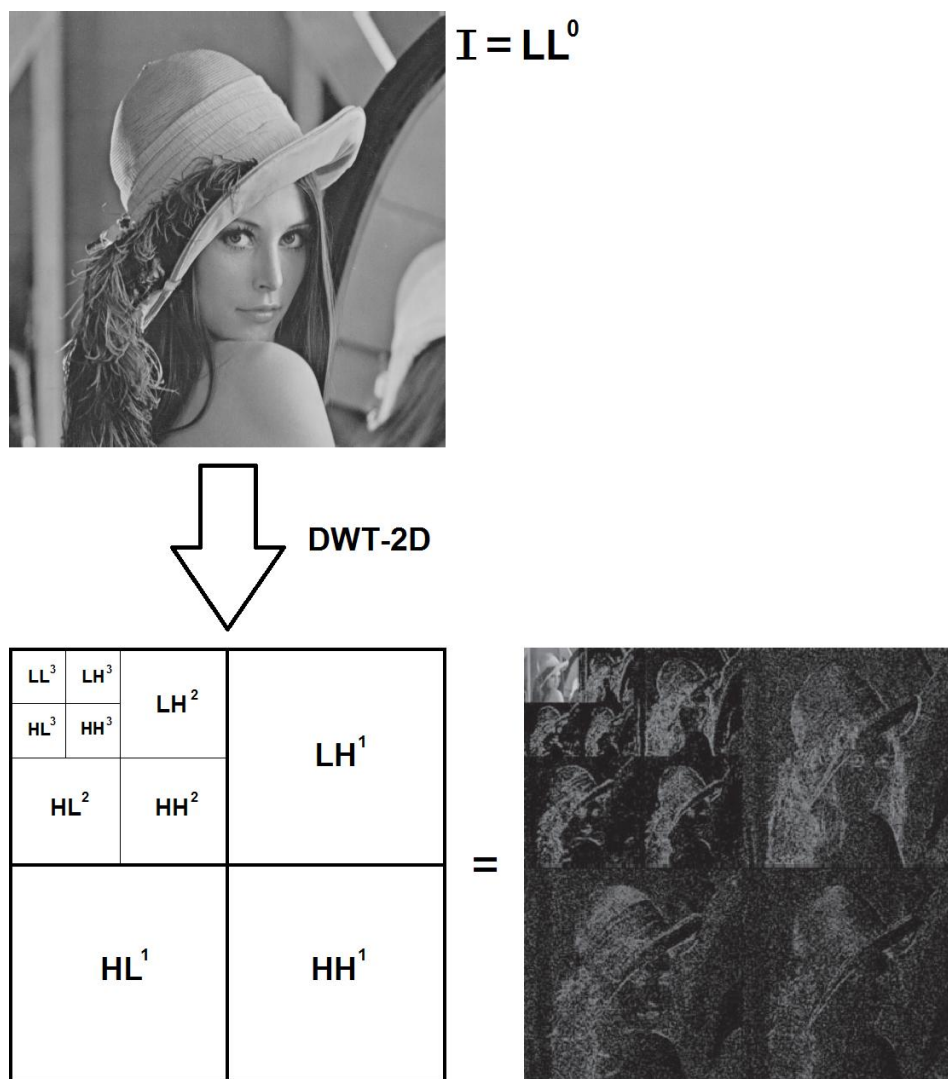 I = LL⁰
DWT-2D
LL³ LH³
LH²
HL³ HH³
LH¹
HL² HH²
=
HL¹ HH¹